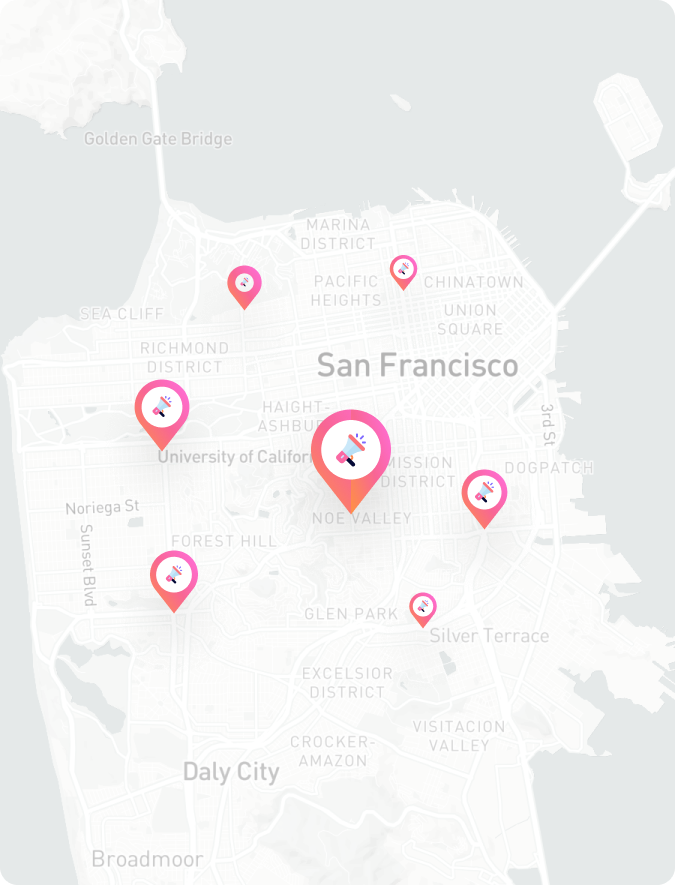 Golden Gate Bridge
MARINA
DISTRICT
PACIFIC
HEIGHTS
CHINATOWN
SEA CLIFF
UNION
SQUARE
RICHMOND
DISTRICT
San Francisco
HAIGHT-
ASHBU
3rd St
University of Califor
MISSION
DISTRICT
DOGPATCH
Noriega St
NOE VALLEY
Sunset Blvd
FOREST HILL
GLEN PARK
Silver Terrace
EXCELSIOR
DISTRICT
VISITACION
VALLEY
CROCKER-
AMAZON
Daly City
Broadmoor